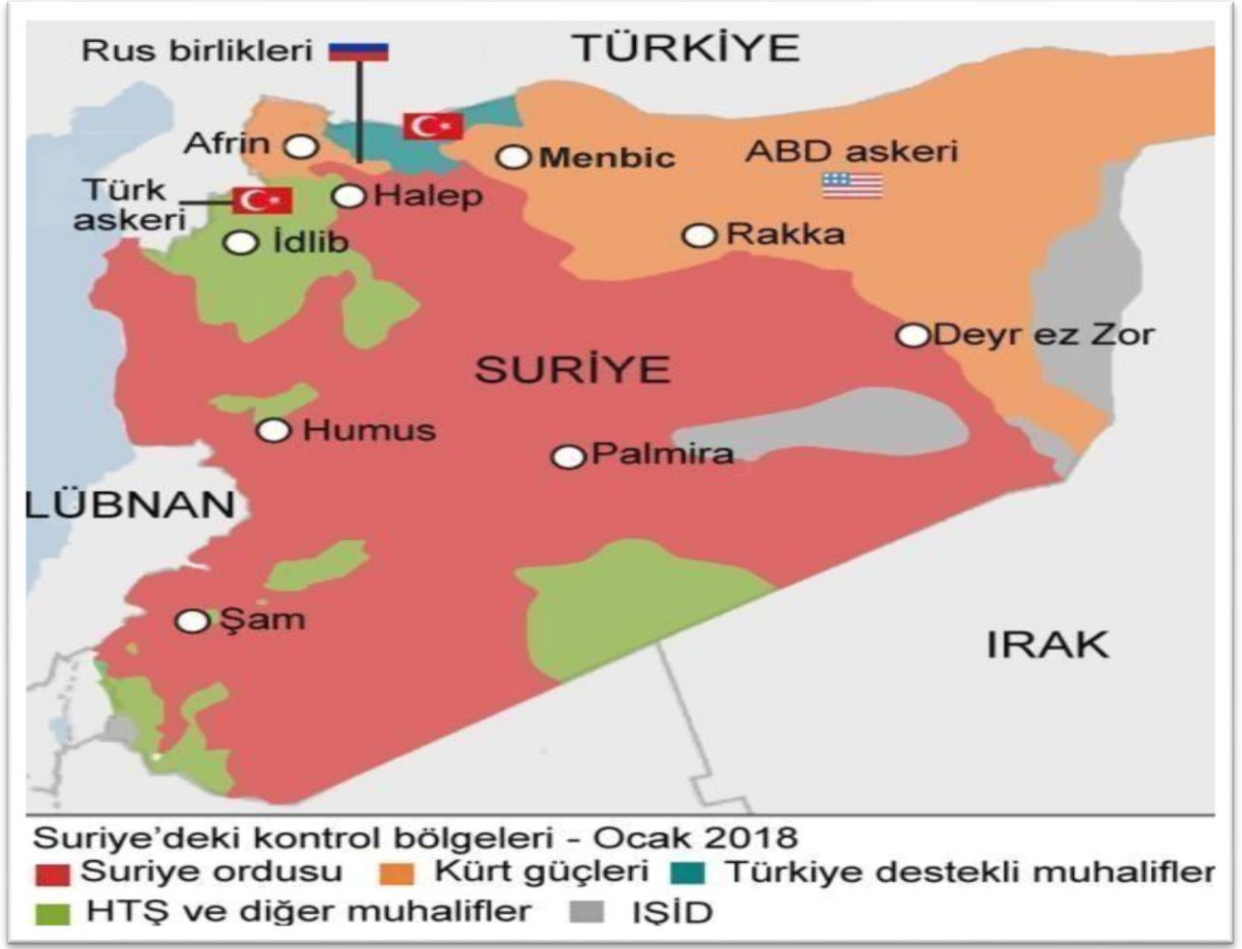 Rus birlikleri
TÜRKİYE
Afrin
Menbic
ABD askeri
Türk
askeri
Halep
İdlib
Rakka
Deyr ez Zor
SURİYE
Humus
Palmira
LÜBNAN
Şam
IRAK
Suriye'deki kontrol bölgeleri - Ocak 2018
Suriye ordusu Kürt güçleri Türkiye destekli muhalifler
HTŞ ve diğer muhalifler IŞİD